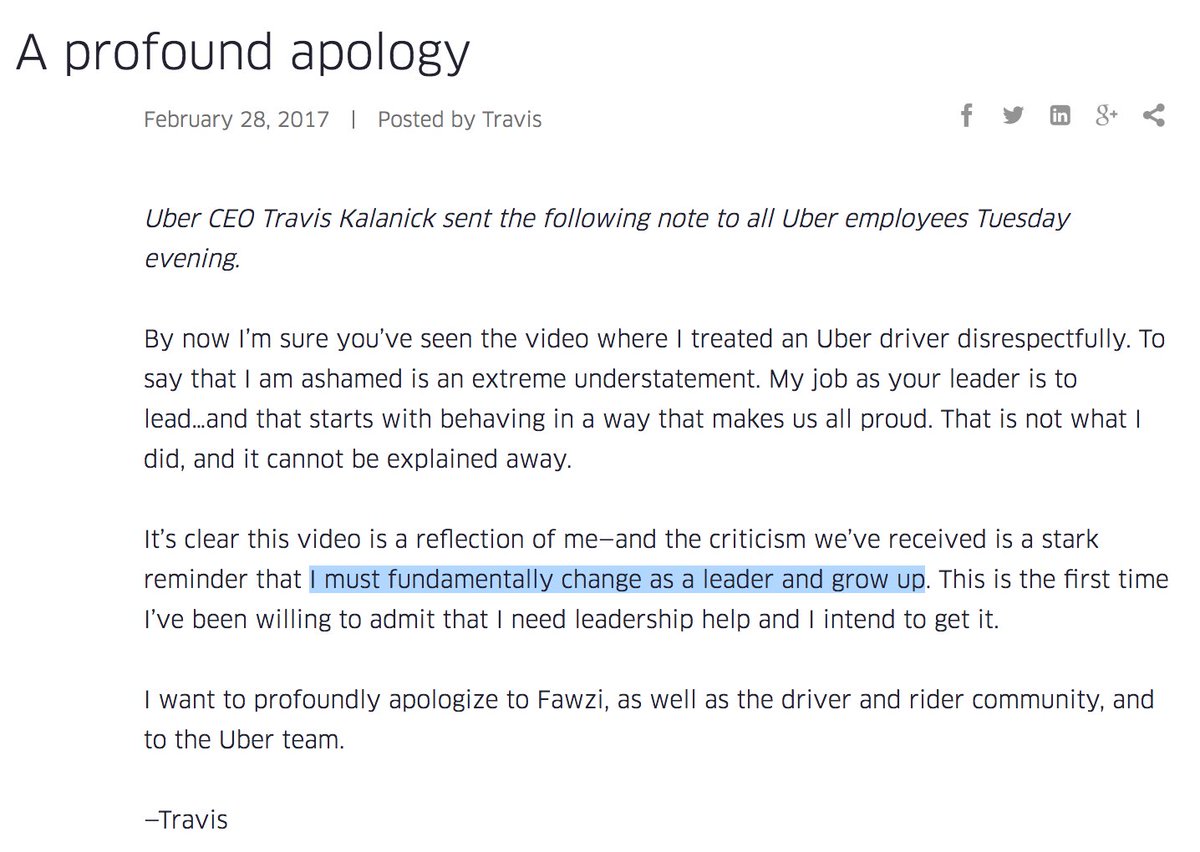 A profound apology
February 28, 2017 | Posted by Travis
f in g+
Uber CEO Travis Kalanick sent the following note to all Uber employees Tuesday
evening.
By now I’m sure you’ve seen the video where I treated an Uber driver disrespectfully. To
say that I am ashamed is an extreme understatement. My job as your leader is to
lead…and that starts with behaving in a way that makes us all proud. That is not what I
did, and it cannot be explained away.
It’s clear this video is a reflection of me—and the criticism we’ve received is a stark
reminder that I must fundamentally change as a leader and grow up. This is the first time
I’ve been willing to admit that I need leadership help and I intend to get it.
I want to profoundly apologize to Fawzi, as well as the driver and rider community, and
to the Uber team.
—Travis